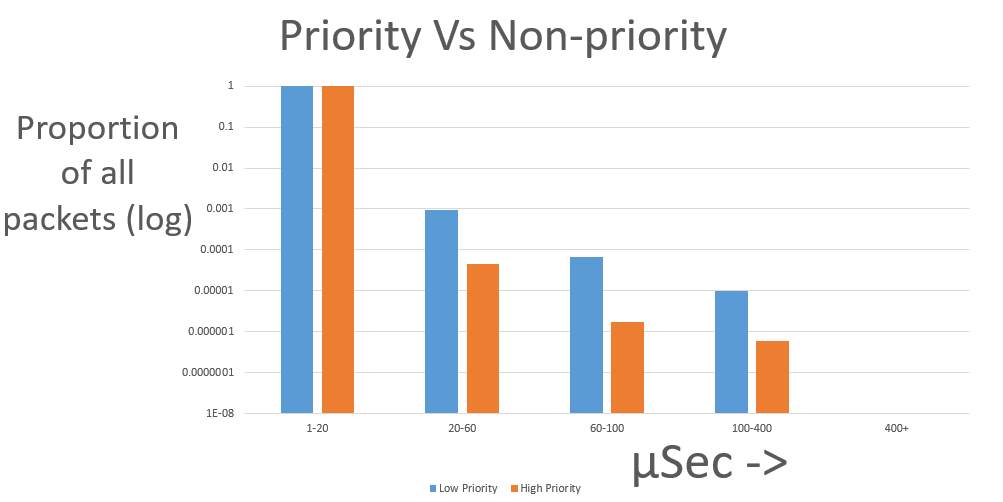 Priority Vs Non-priority
Proportion
of all
packets (log)
1
0.1
0.01
0.001
0.0001
0.00001
0.000001
0.0000001
1E-08
1-20
20-60
60-100
100-400
400+
µSec ->
Low Priority
High Priority